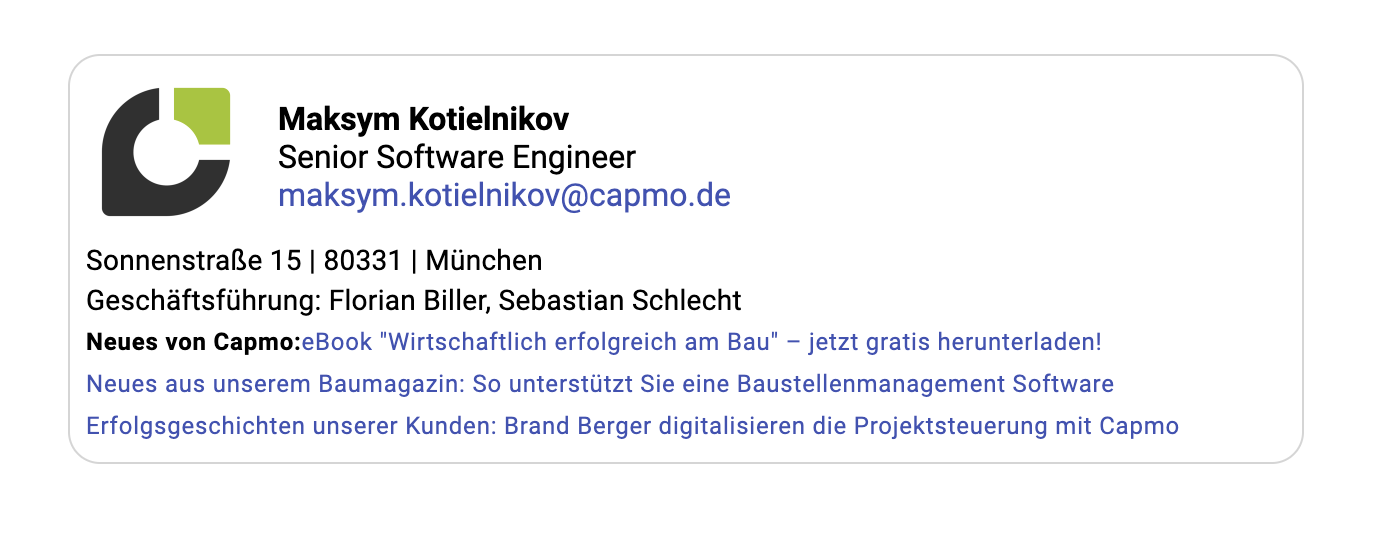 Maksym Kotielnikov
Senior Software Engineer
maksym.kotielnikov@capmo.de
Sonnenstraße 15 | 80331 | München
Geschäftsführung: Florian Biller, Sebastian Schlecht
Neues von Capmo:eBook "Wirtschaftlich erfolgreich am Bau" – jetzt gratis herunterladen!
Neues aus unserem Baumagazin: So unterstützt Sie eine Baustellenmanagement Software
Erfolgsgeschichten unserer Kunden: Brand Berger digitalisieren die Projektsteuerung mit Capmo